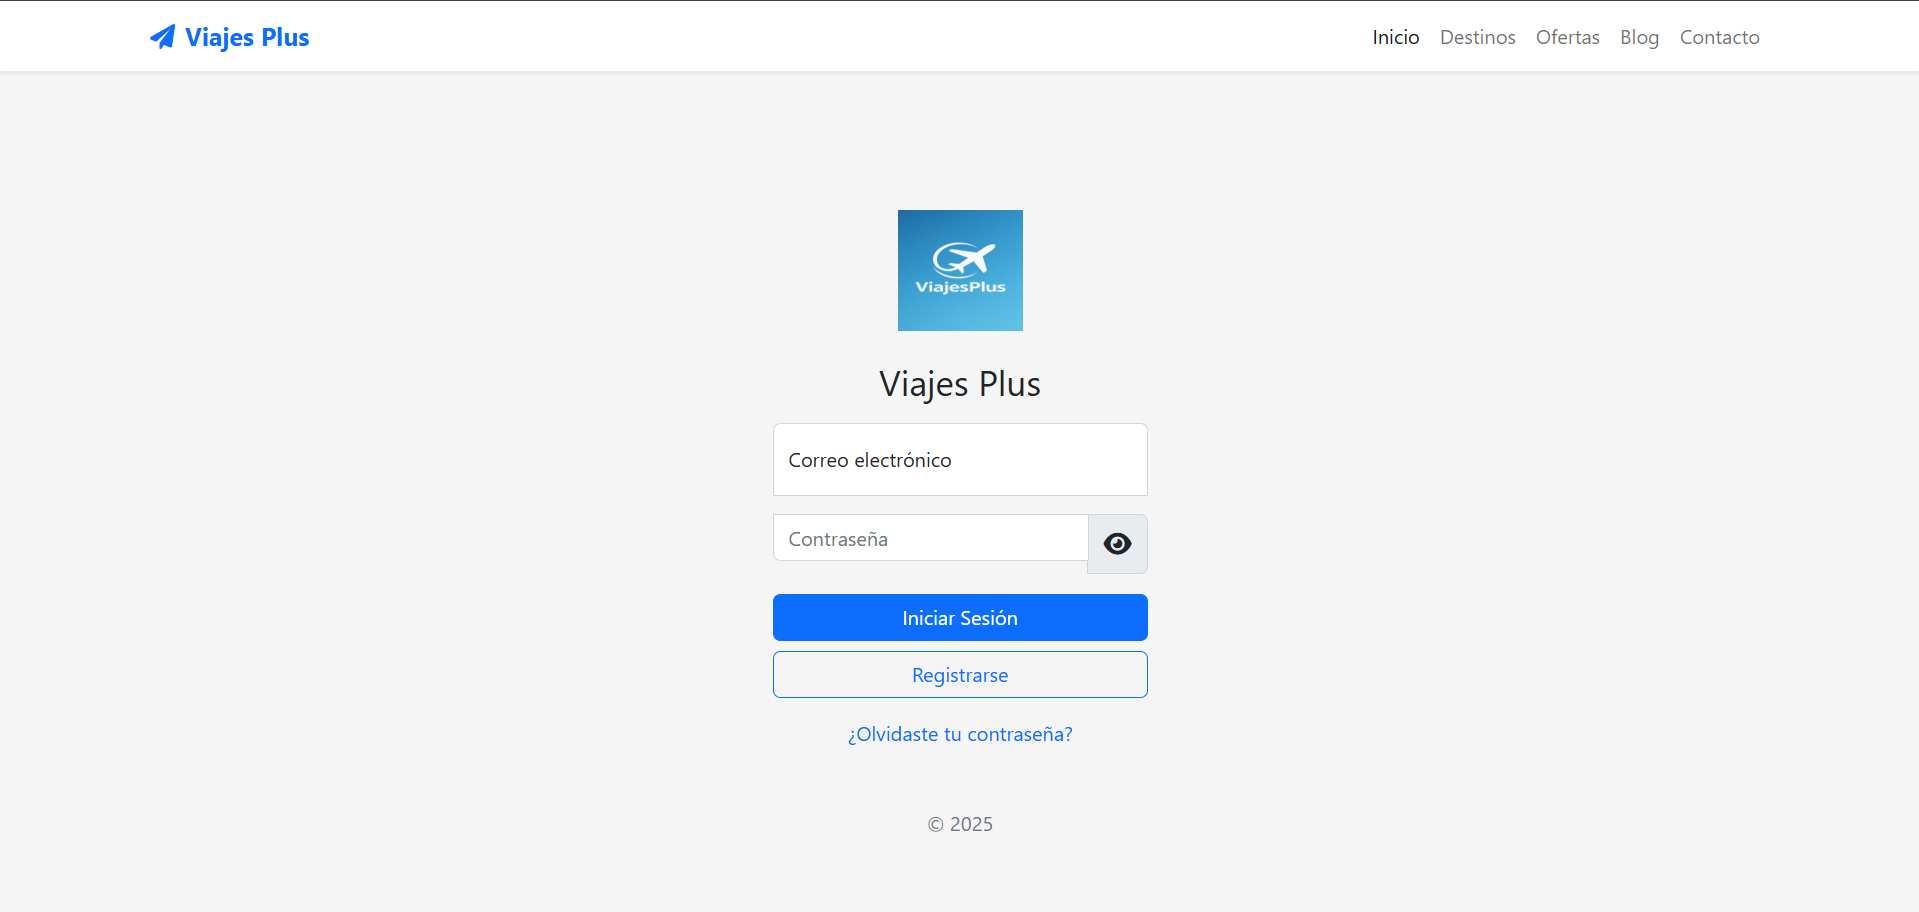 Viajes Plus
Inicio Destinos Ofertas Blog Contacto
ViajesPlus
Viajes Plus
Correo electrónico
Contraseña
Iniciar Sesión
Registrarse
¿Olvidaste tu contraseña?
© 2025